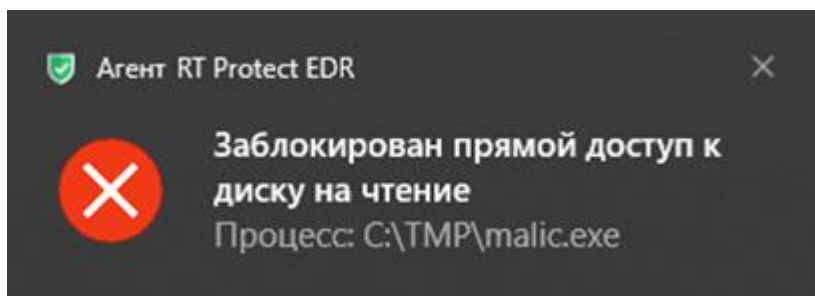 Агент RT Protect EDR
Заблокирован прямой доступ к
диску на чтение
Процесс: C:\TMP\malic.exe